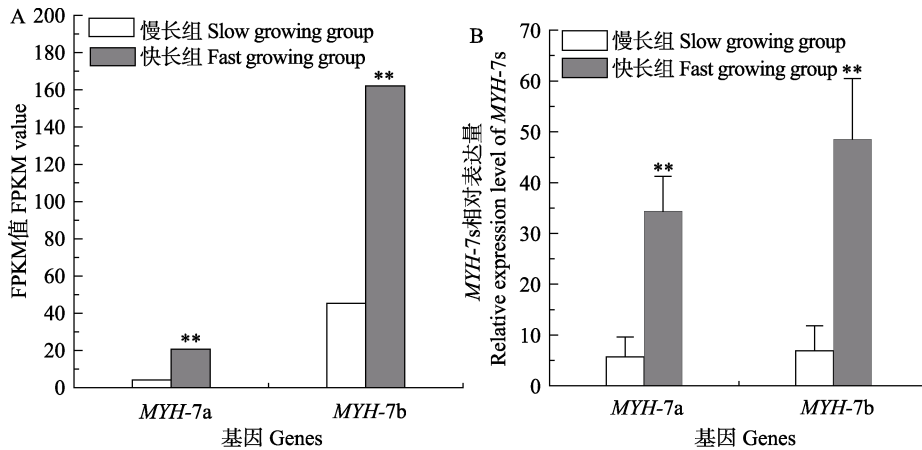 A
200
180
160
140
120
100
80
60
40
20
0
FPKM值 FPKM value
慢长组 Slow growing group
快长组 Fast growing group
**
**
MYH-7a
MYH-7b
基因 Genes
B
70
60
50
40
30
20
10
0
MYH-7s相对表达量
Relative expression level of MYH-7s
慢长组 Slow growing group
快长组 Fast growing group
**
**
MYH-7a
MYH-7b
基因 Genes